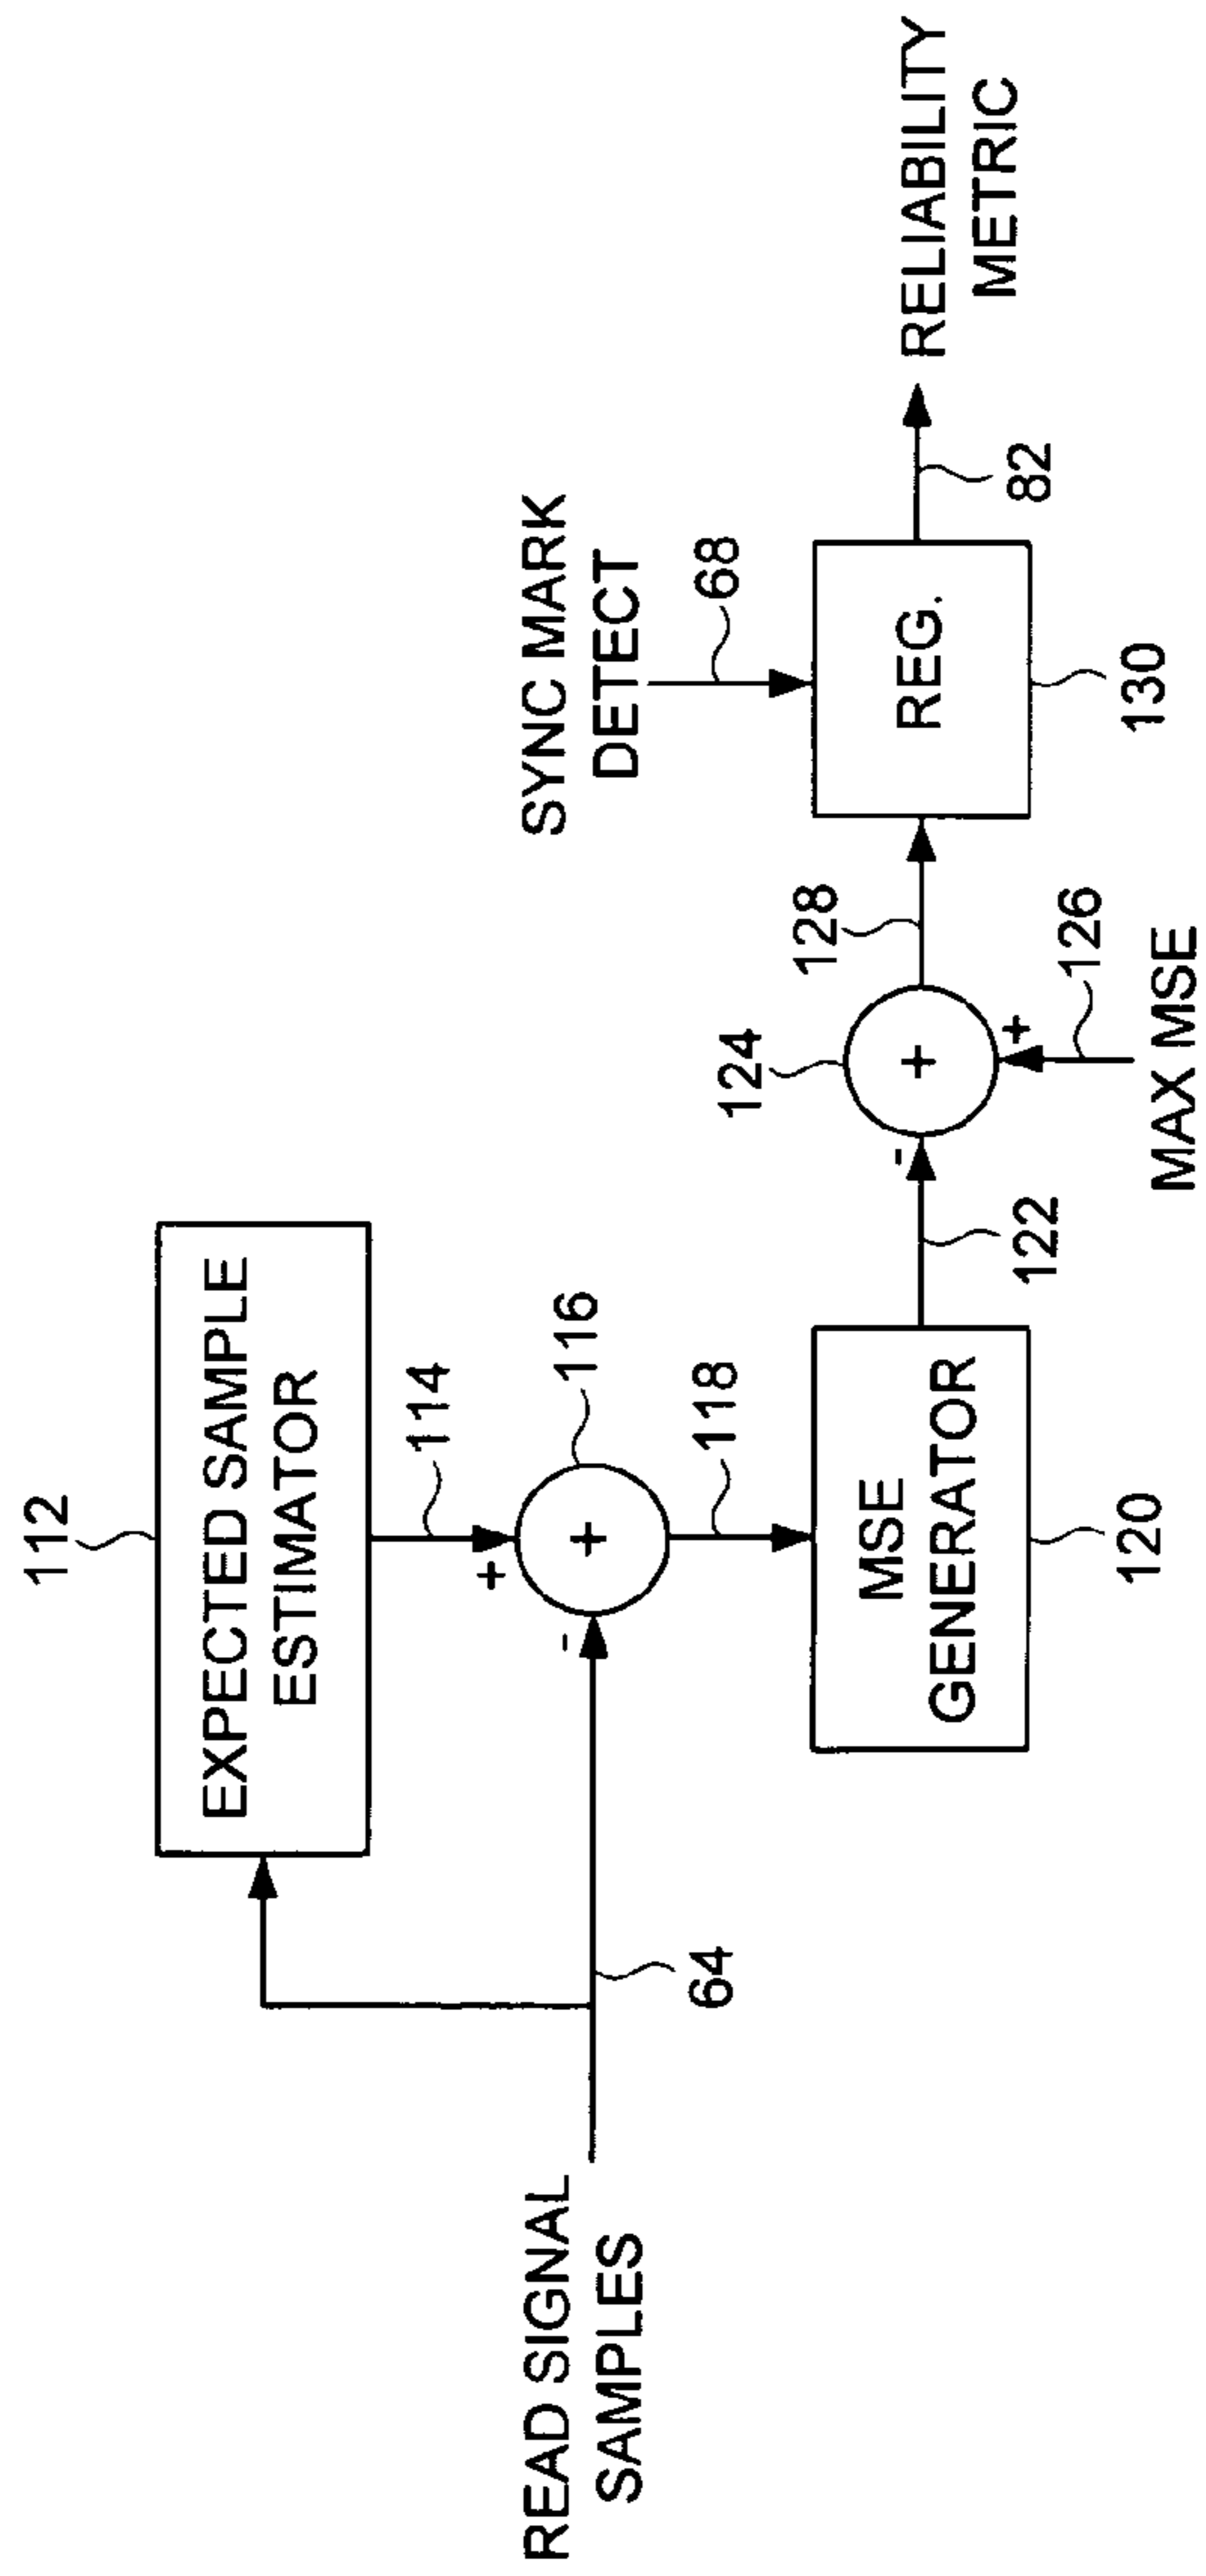 112
EXPECTED SAMPLE
ESTIMATOR
114
+
116
+
-
READ SIGNAL
SAMPLES
64
118
MSE
GENERATOR
120
122
-
124
+
+
126
MAX MSE
128
SYNC MARK
DETECT
68
REG.
130
82
RELIABILITY
METRIC